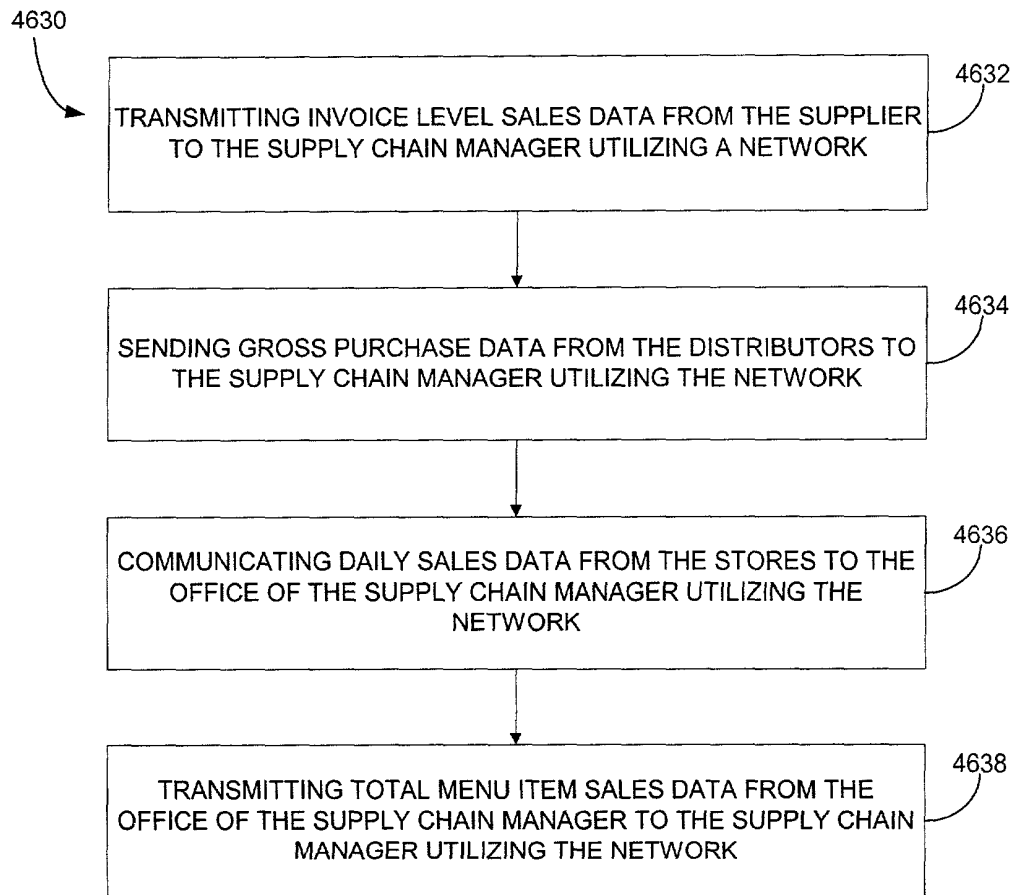 4630
4632
TRANSMITTING INVOICE LEVEL SALES DATA FROM THE SUPPLIER
TO THE SUPPLY CHAIN MANAGER UTILIZING A NETWORK
4634
SENDING GROSS PURCHASE DATA FROM THE DISTRIBUTORS TO
THE SUPPLY CHAIN MANAGER UTILIZING THE NETWORK
4636
COMMUNICATING DAILY SALES DATA FROM THE STORES TO THE
OFFICE OF THE SUPPLY CHAIN MANAGER UTILIZING THE
NETWORK
4638
TRANSMITTING TOTAL MENU ITEM SALES DATA FROM THE
OFFICE OF THE SUPPLY CHAIN MANAGER TO THE SUPPLY CHAIN
MANAGER UTILIZING THE NETWORK